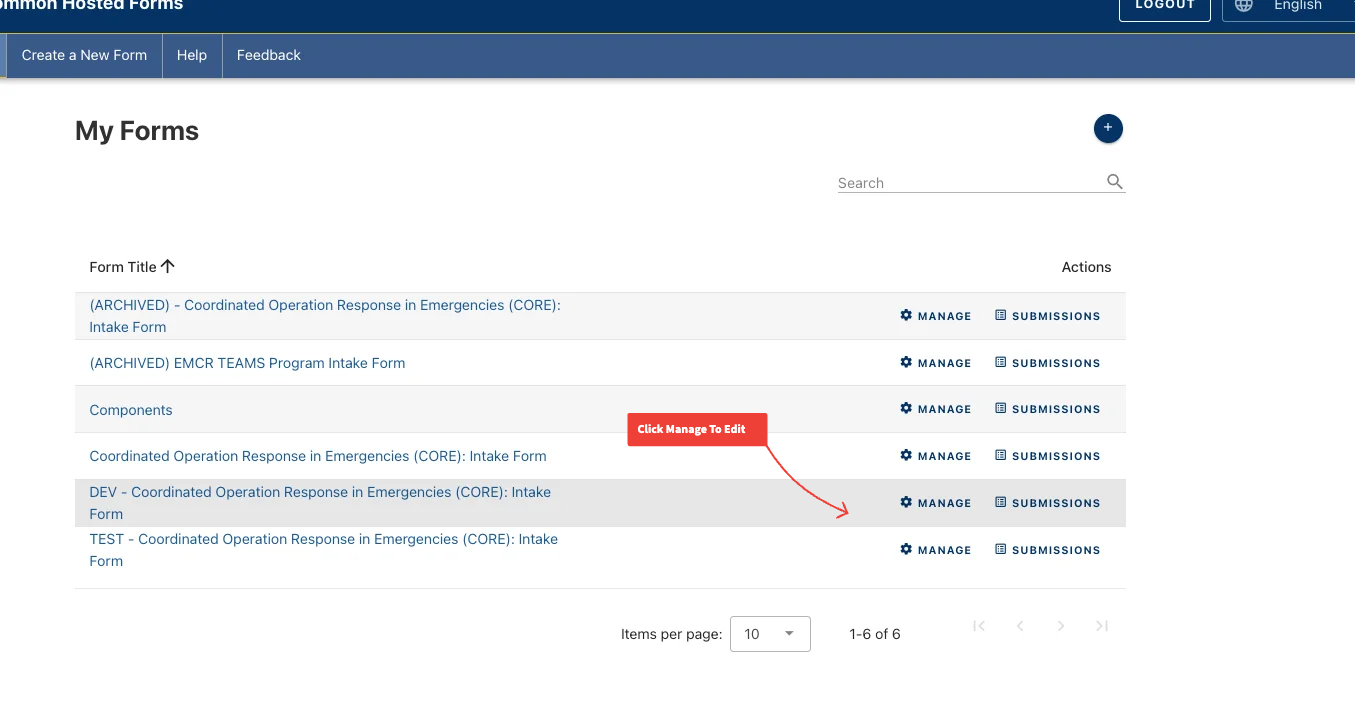 ommon Hosted Forms
LOGOUT
English
Create a New Form
Help
Feedback
My Forms
+
Search
Form Title
Actions
(ARCHIVED) - Coordinated Operation Response in Emergencies (CORE):
Intake Form
MANAGE
SUBMISSIONS
(ARCHIVED) EMCR TEAMS Program Intake Form
MANAGE
SUBMISSIONS
Components
MANAGE
SUBMISSIONS
Click Manage To Edit
Coordinated Operation Response in Emergencies (CORE): Intake Form
MANAGE
SUBMISSIONS
DEV - Coordinated Operation Response in Emergencies (CORE): Intake
Form
MANAGE
SUBMISSIONS
TEST - Coordinated Operation Response in Emergencies (CORE): Intake
Form
MANAGE
SUBMISSIONS
Items per page:
10
1-6 of 6